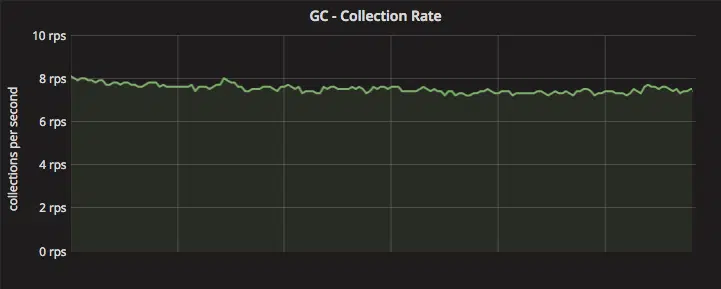 GC - Collection Rate
10 rps
8 rps
6 rps
4 rps
2 rps
0 rps
collections per second